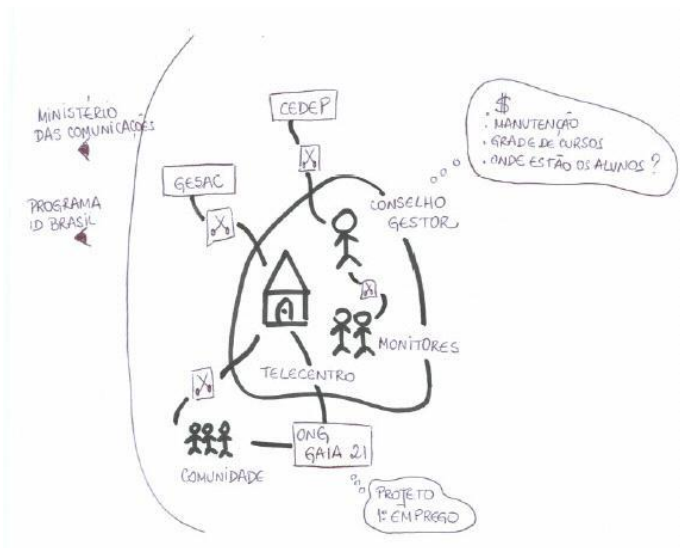 MINISTÉRIO
DAS COMUNICAÇÕES
PROGRAMA
ID BRASIL
CEDEP
GESAC
$
. MANUTENÇÃO
. GRADE DE CURSOS
. ONDE ESTÃO OS ALUNOS ?
CONSELHO
GESTOR
MONITORES
TELECENTRO
COMUNIDADE
ONG
GAIA 21
PROJETO
1º EMPREGO